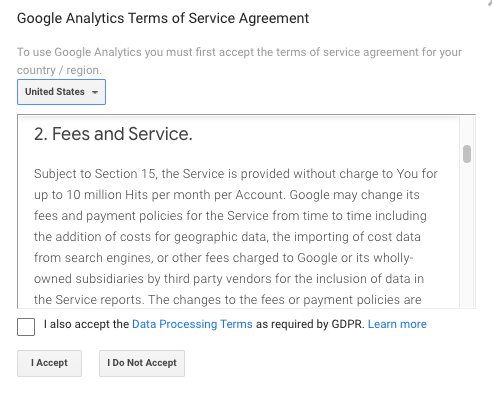 Google Analytics Terms of Service Agreement
To use Google Analytics you must first accept the terms of service agreement for your
country / region.
United States
2. Fees and Service.
Subject to Section 15, the Service is provided without charge to You for
up to 10 million Hits per month per Account. Google may change its
fees and payment policies for the Service from time to time including
the addition of costs for geographic data, the importing of cost data
from search engines, or other fees charged to Google or its wholly-
owned subsidiaries by third party vendors for the inclusion of data in
the Service reports. The changes to the fees or payment policies are
I also accept the Data Processing Terms as required by GDPR. Learn more
I Accept I Do Not Accept